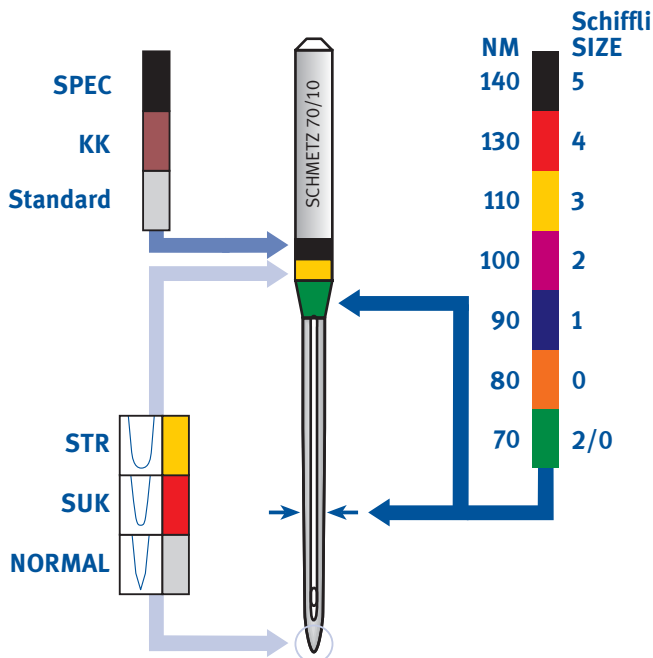 SPEC
KK
Standard
STR
SUK
NORMAL
SCHMETZ 70/10
NM Schiffli SIZE
140 5
130 4
110 3
100 2
90 1
80 0
70 2/0